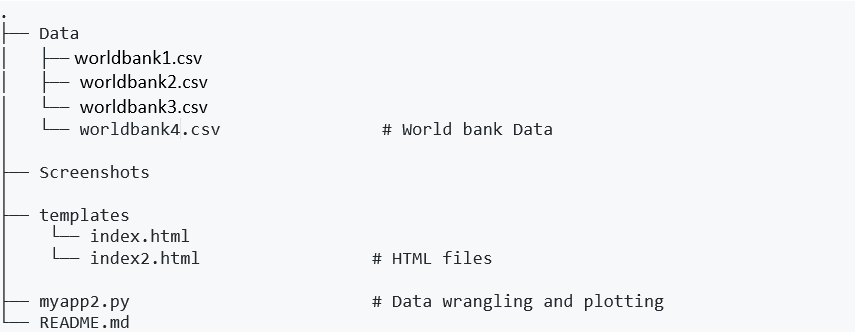 .
├── Data
│   ├── worldbank1.csv
│   ├── worldbank2.csv
│   └── worldbank3.csv
│   └── worldbank4.csv                # World bank Data
│
├── Screenshots
│
├── templates
│    └── index.html
│    └── index2.html                 # HTML files
│
├── myapp2.py                        # Data wrangling and plotting
└── README.md